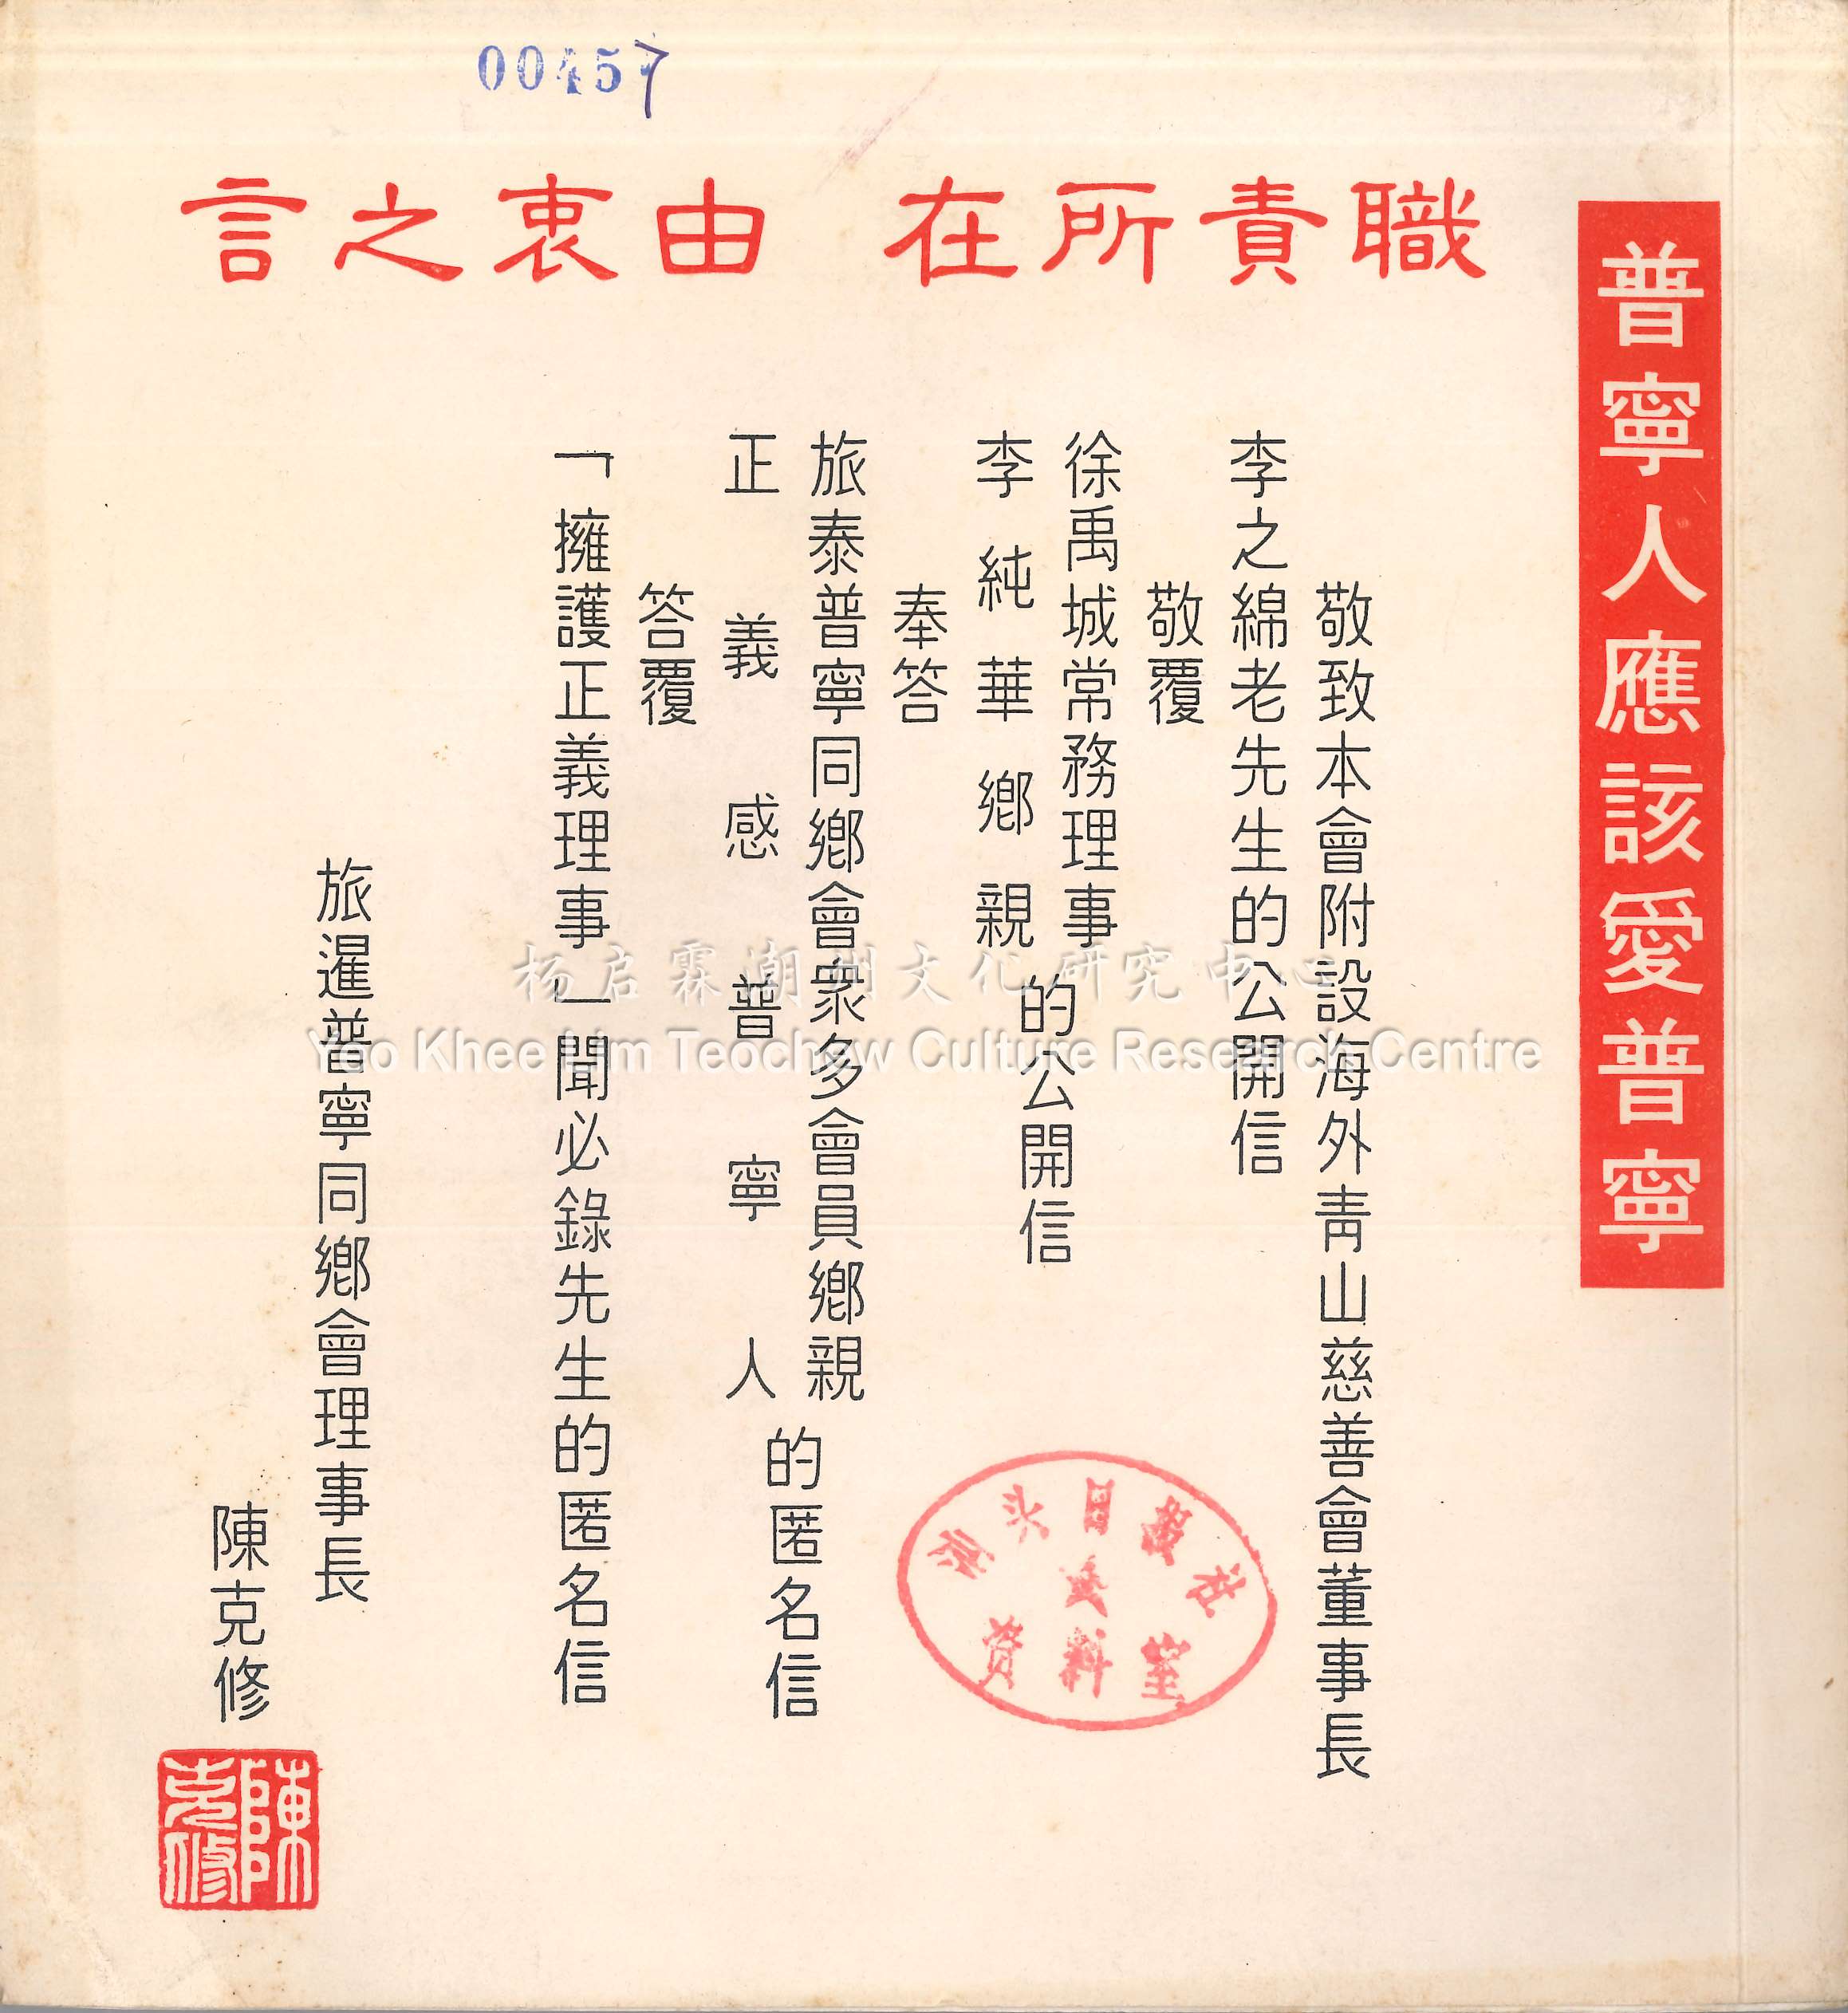 00457
普寧人應該愛普寧
職責所在 由衷之言
敬致本會附設海外青山慈善會董事長
李之綿老先生的公開信
敬覆
徐禹城常務理事
李純華鄉親
的公開信
奉答
旅泰普寧同鄉會眾多會員鄉親
正義感普寧人
的匿名信
答覆
「擁護正義理事」聞必錄先生的匿名信
旅暹普寧同鄉會理事長
陳克修
陳克修
汕头日报社
资料室
杨启霖潮州文化研究中心
Yeo Khee Lim Teochew Culture Research Centre